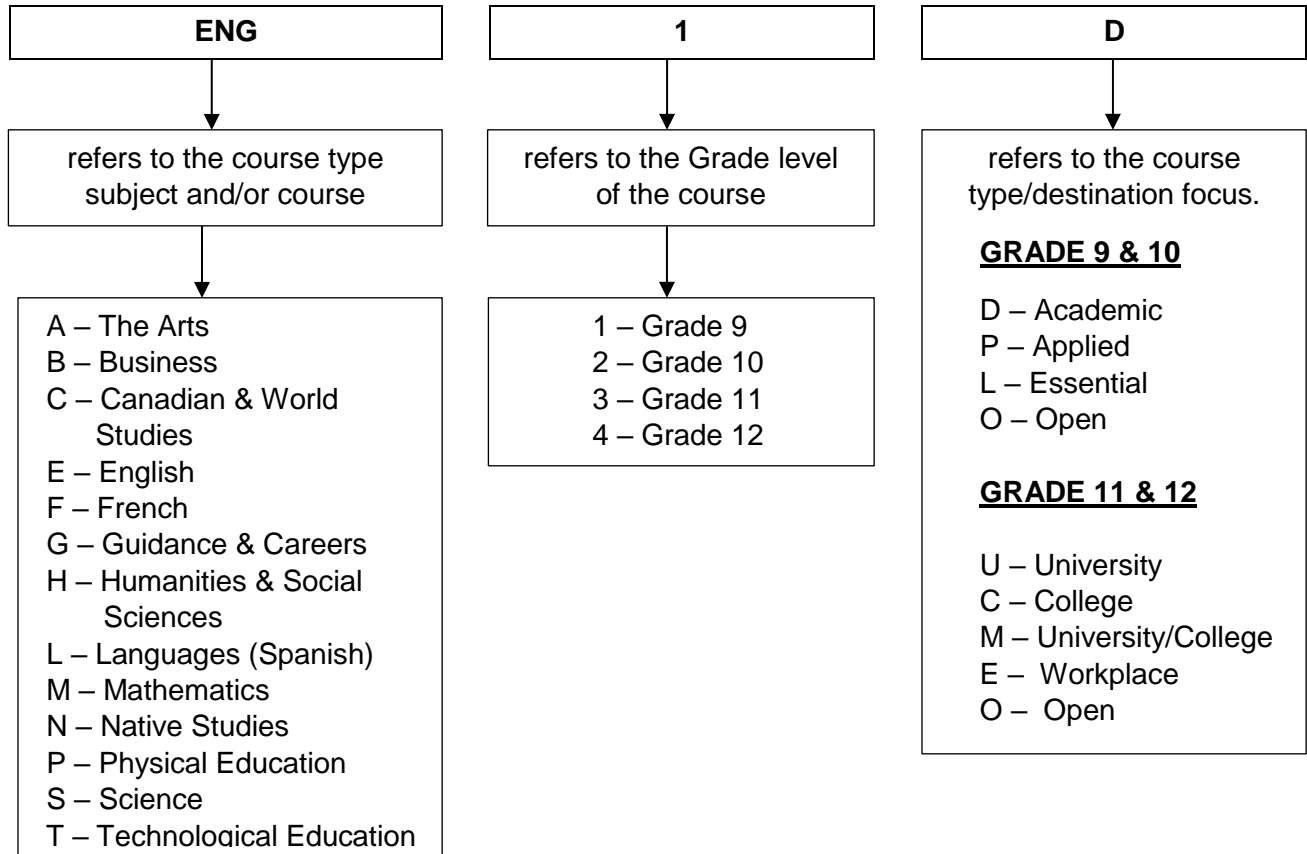 ENG
refers to the course type
subject and/or course
A – The Arts
B – Business
C – Canadian & World
Studies
E – English
F – French
G – Guidance & Careers
H – Humanities & Social
Sciences
L – Languages (Spanish)
M – Mathematics
N – Native Studies
P – Physical Education
S – Science
T – Technological Education
1
refers to the Grade level
of the course
1 – Grade 9
2 – Grade 10
3 – Grade 11
4 – Grade 12
D
refers to the course
type/destination focus.
GRADE 9 & 10
D – Academic
P – Applied
L – Essential
O – Open
GRADE 11 & 12
U – University
C – College
M – University/College
E – Workplace
O – Open